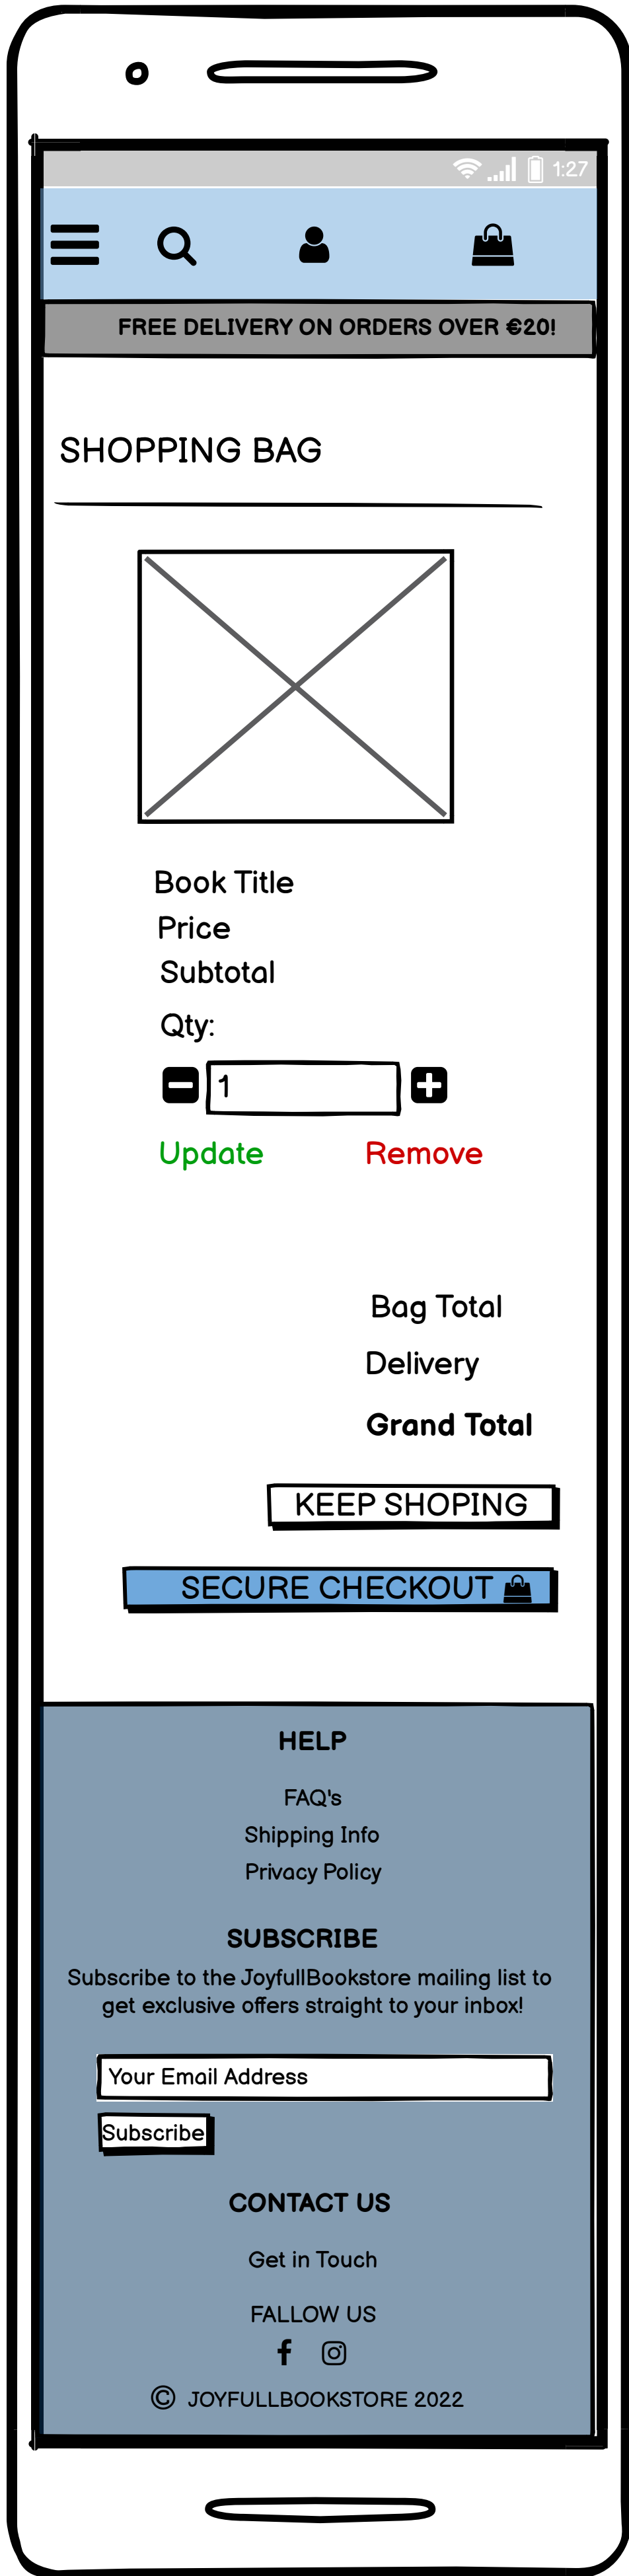 1:27
FREE DELIVERY ON ORDERS OVER €20!
SHOPPING BAG
Book Title
Price
Subtotal
Qty:
1
Update Remove
Bag Total
Delivery
Grand Total
KEEP SHOPING
SECURE CHECKOUT
HELP
FAQ's
Shipping Info
Privacy Policy
SUBSCRIBE
Subscribe to the JoyfullBookstore mailing list to
get exclusive offers straight to your inbox!
Your Email Address
Subscribe
CONTACT US
Get in Touch
FALLOW US
© JOYFULLBOOKSTORE 2022